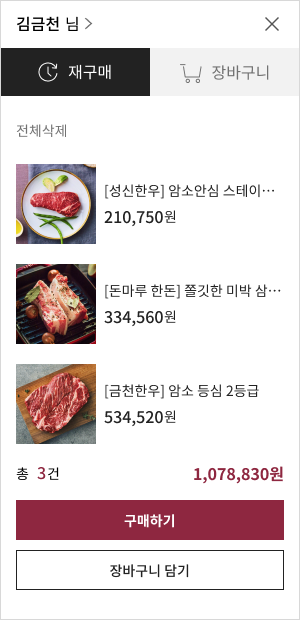 김금천 님
재구매
장바구니
전체삭제
[성신한우] 암소안심 스테이…
210,750원
[돈마루 한돈] 쫄깃한 미박 삼…
334,560원
[금천한우] 암소 등심 2등급
534,520원
총 3건 1,078,830원
구매하기
장바구니 담기